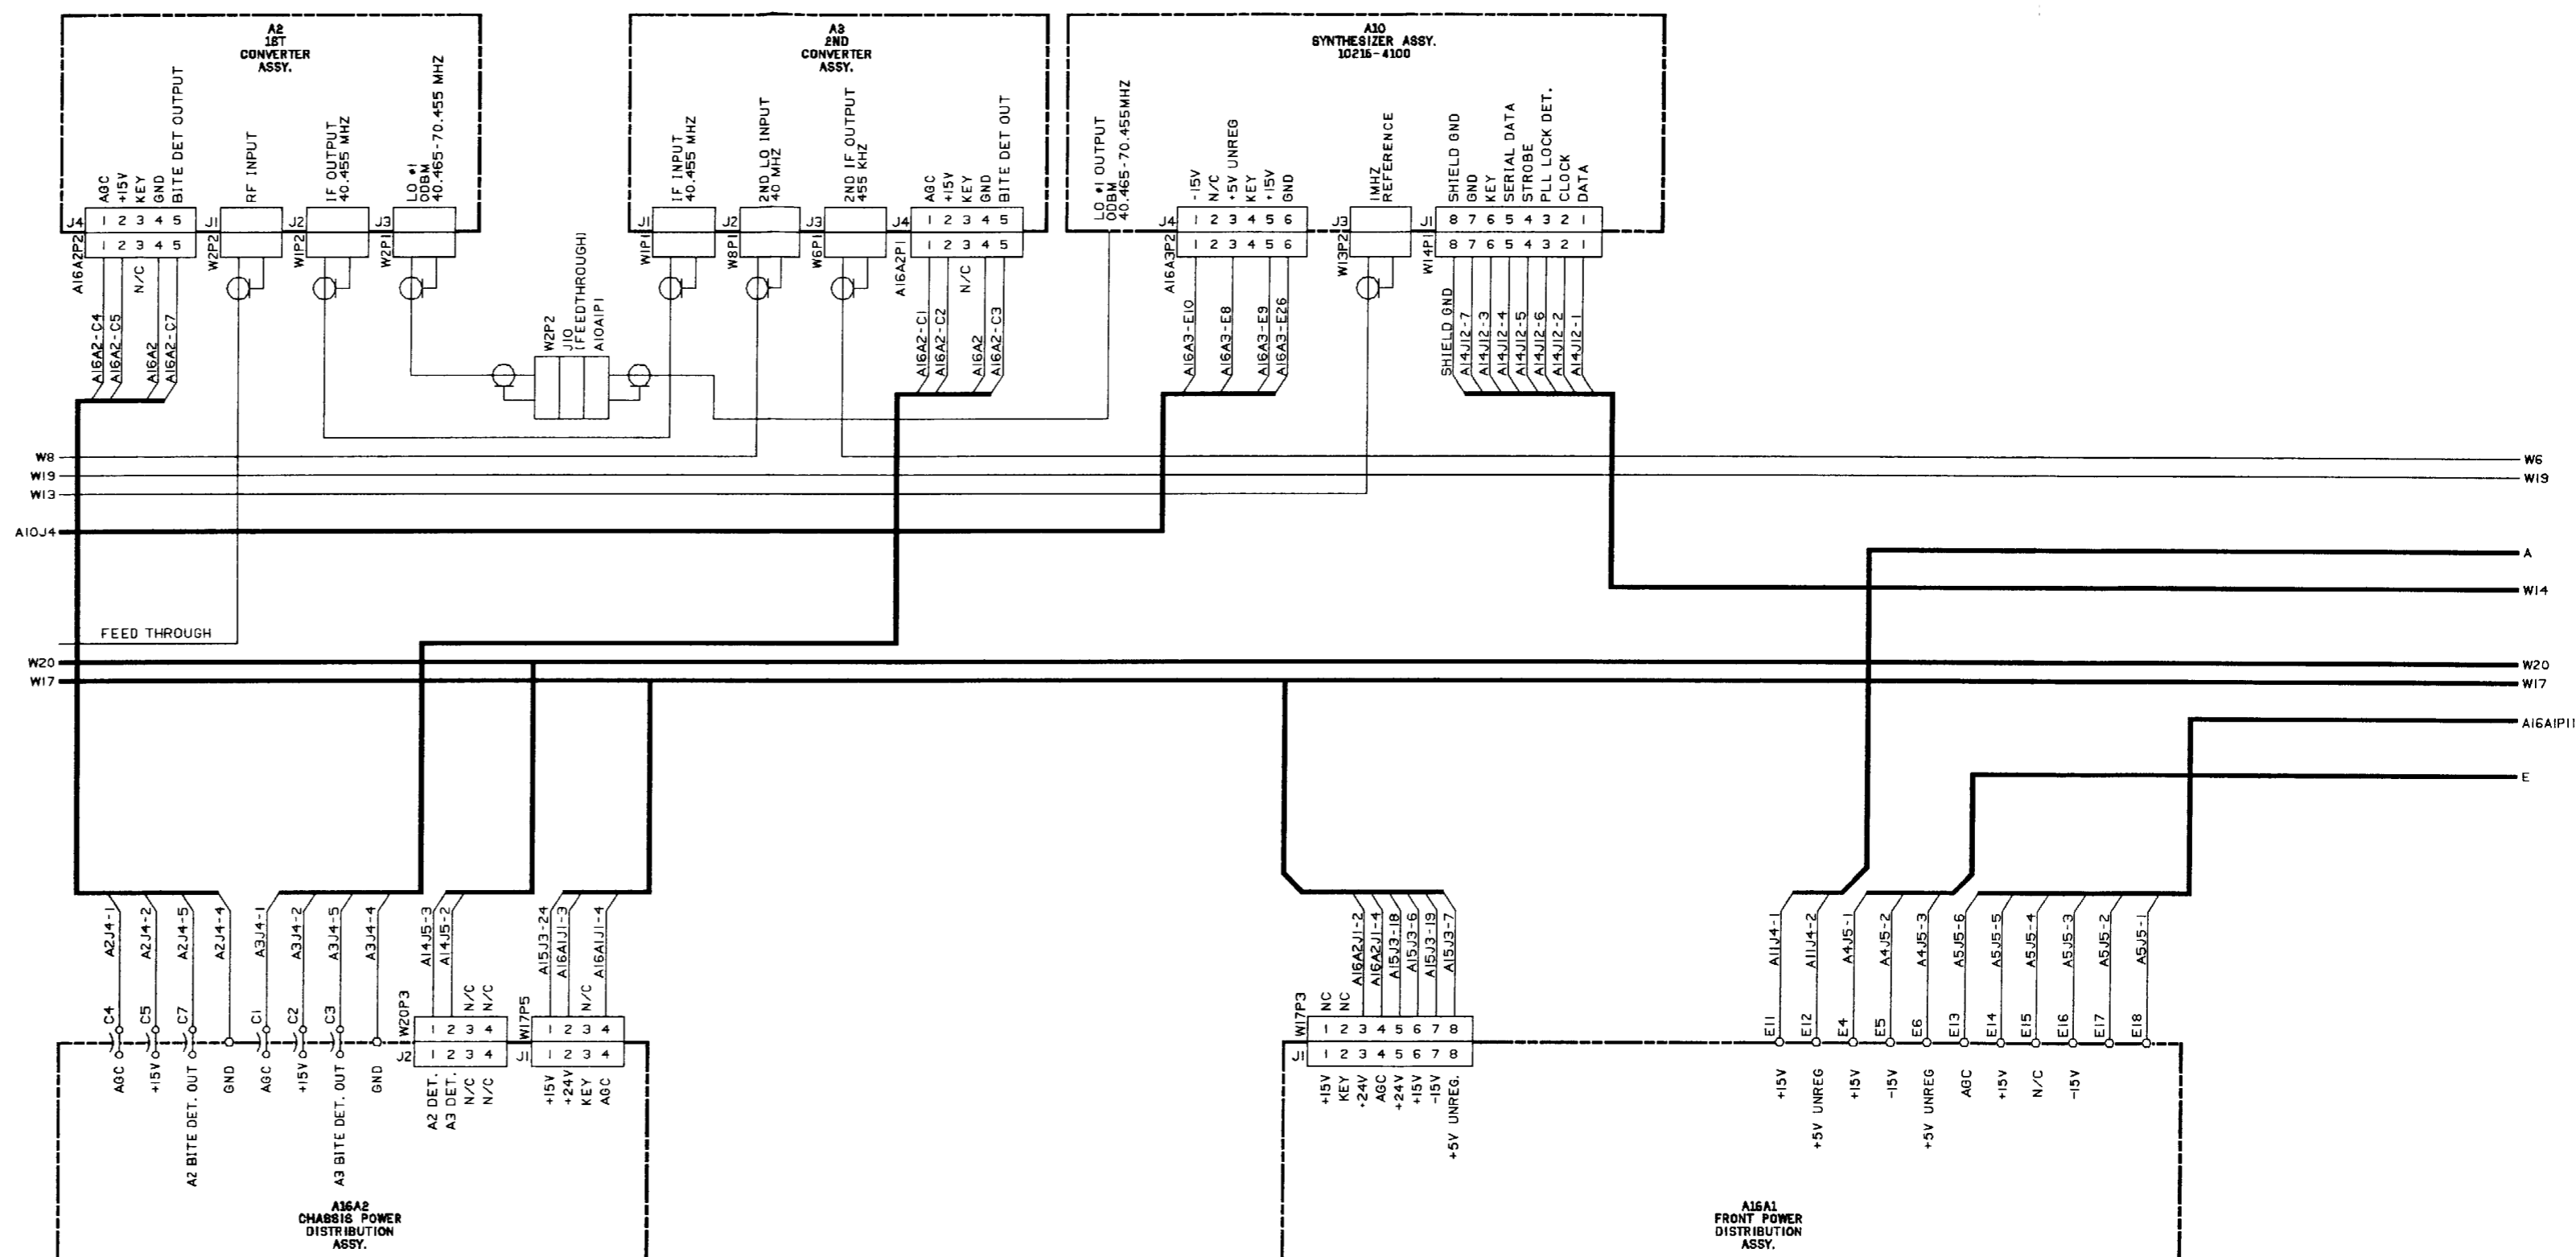 A2
1ST
CONVERTER
ASSY.
A3
2ND
CONVERTER
ASSY.
A10
SYNTHESIZER ASSY.
10215-4100
AGC
+15V
KEY
GND
BITE DET OUTPUT
RF INPUT
IF OUTPUT
40.455 MHZ
LO #1
0DBM
40.465-70.455 MHZ
IF INPUT
40.455 MHZ
2ND LO INPUT
40 MHZ
2ND IF OUTPUT
455 KHZ
AGC
+15V
KEY
GND
BITE DET OUT
LO #1 OUTPUT
0DBM
40.465-70.455MHZ
-15V
N/C
+5V UNREG
KEY
+15V
GND
1MHZ
REFERENCE
SHIELD GND
GND
KEY
SERIAL DATA
STROBE
PLL LOCK DET.
CLOCK
DATA
J4 1 2 3 4 5 J1 J2 J3
J1 J2 J3 J4 1 2 3 4 5
J4 1 2 3 4 5 6 J3 J1 8 7 6 5 4 3 2 1
A16A2P2 1 2 3 4 5 W2P2 W1P2 W2P1
W1P1 W8P1 W6P1 A16A2P1 1 2 3 4 5
A16A3P2 1 2 3 4 5 6 W13P2 W14P1 8 7 6 5 4 3 2 1
A16A2-C4
A16A2-C5
N/C
A16A2
A16A2-C7
W2P2
J10
(FEEDTHROUGH)
A10A1P1
A16A2-C1
A16A2-C2
N/C
A16A2
A16A2-C3
A16A3-E10
A16A3-E8
A16A3-E9
A16A3-E26
SHIELD GND
A14J12-7
A14J12-3
A14J12-4
A14J12-5
A14J12-6
A14J12-2
A14J12-1
W8
W6
W19
W19
W13
A10J4
A
W14
FEED THROUGH
W20
W20
W17
W17
A16A1P11
E
A2J4-1
A2J4-2
A2J4-5
A2J4-4
A3J4-1
A3J4-2
A3J4-5
A3J4-4
A14J5-3
A14J5-2
N/C
N/C
A15J3-24
A16A1J1-3
N/C
A16A1J1-4
NC
NC
A16A2J1-2
A16A2J1-4
A15J3-18
A15J3-6
A15J3-19
A15J3-7
A11J4-1
A11J4-2
A4J5-1
A4J5-2
A4J5-3
A5J5-6
A5J5-5
A5J5-4
A5J5-3
A5J5-2
A5J5-1
C4
C5
C7
C1
C2
C3
W20P3 1 2 3 4
W17P5 1 2 3 4
W17P3 1 2 3 4 5 6 7 8
E11
E12
E4
E5
E6
E13
E14
E15
E16
E17
E18
J2 1 2 3 4
J1 1 2 3 4
J1 1 2 3 4 5 6 7 8
AGC
+15V
A2 BITE DET. OUT
GND
AGC
+15V
A3 BITE DET. OUT
GND
A2 DET.
A3 DET.
N/C
N/C
+15V
+24V
KEY
AGC
+15V
KEY
+24V
AGC
+24V
+15V
-15V
+5V UNREG.
+15V
+5V UNREG
+15V
-15V
+5V UNREG
AGC
+15V
N/C
-15V
A16A2
CHASSIS POWER
DISTRIBUTION
ASSY.
A16A1
FRONT POWER
DISTRIBUTION
ASSY.